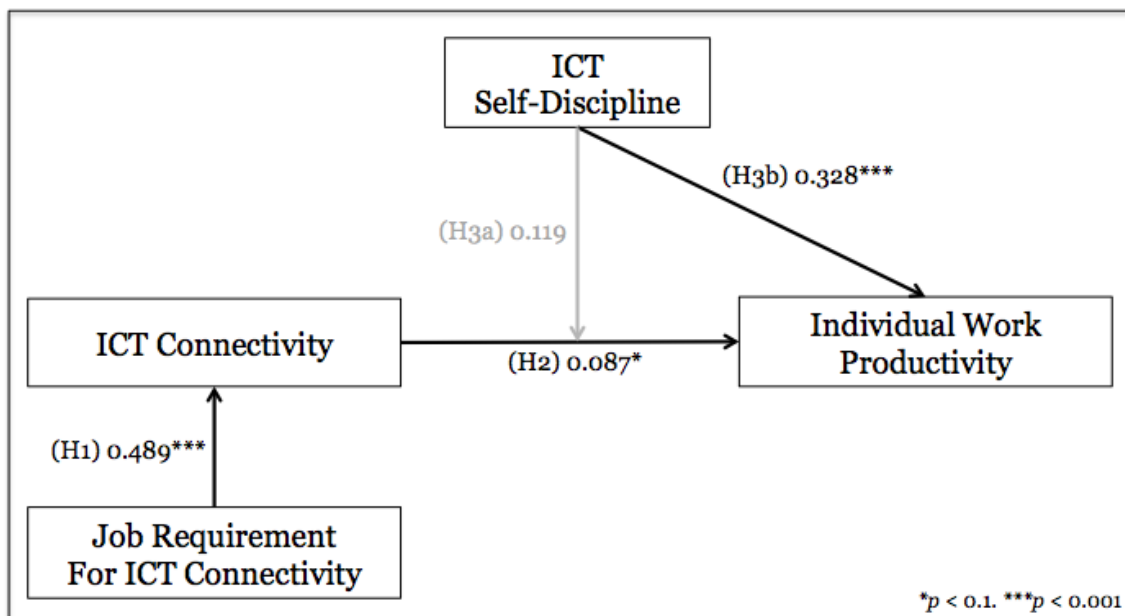 ICT
Self-Discipline
(H3b) 0.328***
(H3a) 0.119
ICT Connectivity
Individual Work
Productivity
(H2) 0.087*
(H1) 0.489***
Job Requirement
For ICT Connectivity
*p < 0.1. ***p < 0.001